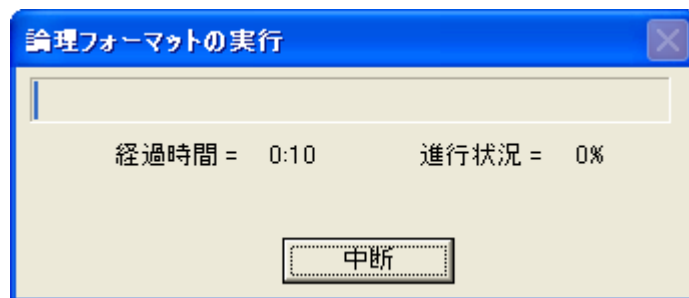 論理フォーマットの実行
経過時間 = 0:10 進行状況 = 0%
中断